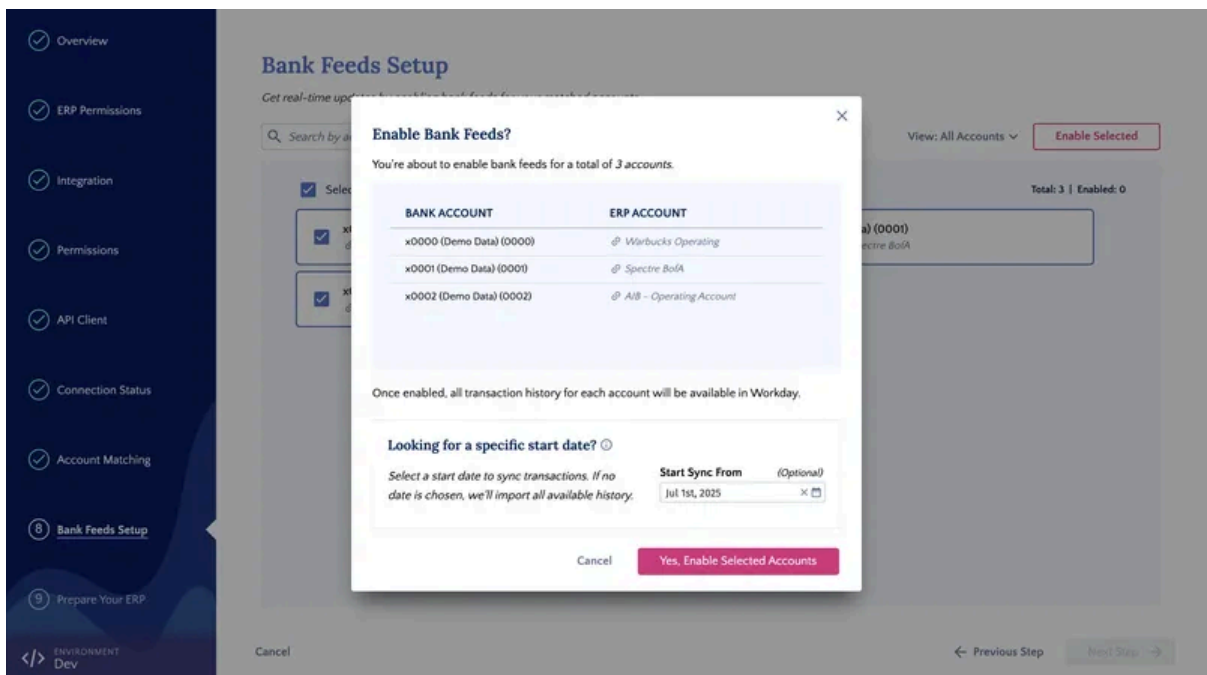 Overview
ERP Permissions
Integration
Permissions
API Client
Connection Status
Account Matching
8 Bank Feeds Setup
9 Prepare Your ERP
</> ENVIRONMENT
Dev
Bank Feeds Setup
Get real-time
Search by
View: All Accounts
Enable Selected
Total: 3 | Enabled: 0
(0001)
Enable Bank Feeds?
You're about to enable bank feeds for a total of 3 accounts.
BANK ACCOUNT ERP ACCOUNT
x0000 (Demo Data) (0000) Warbucks Operating
x0001 (Demo Data) (0001) Spectre BofA
x0002 (Demo Data) (0002) A/B - Operating Account
Once enabled, all transaction history for each account will be available in Workday.
Looking for a specific start date?
Select a start date to sync transactions. If no
date is chosen, we'll import all available history.
Start Sync From (Optional)
Jul 1st, 2025
Cancel
Yes, Enable Selected Accounts
Cancel
Previous Step
Next Step